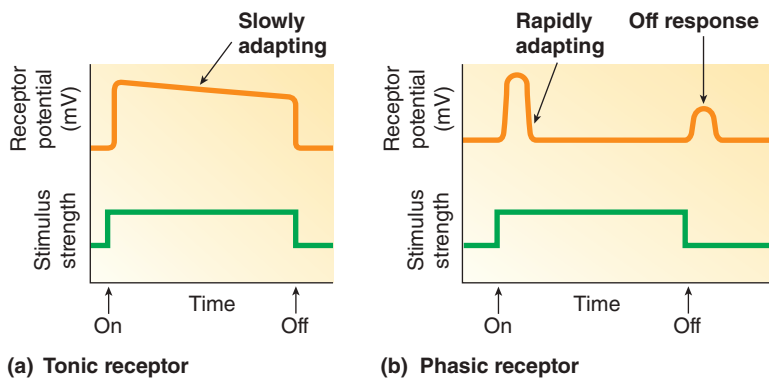 Slowly
adapting
Receptor
potential
(mV)
Stimulus
strength
Time
On
Off
(a) Tonic receptor
Rapidly
adapting
Off response
Receptor
potential
(mV)
Stimulus
strength
Time
On
Off
(b) Phasic receptor